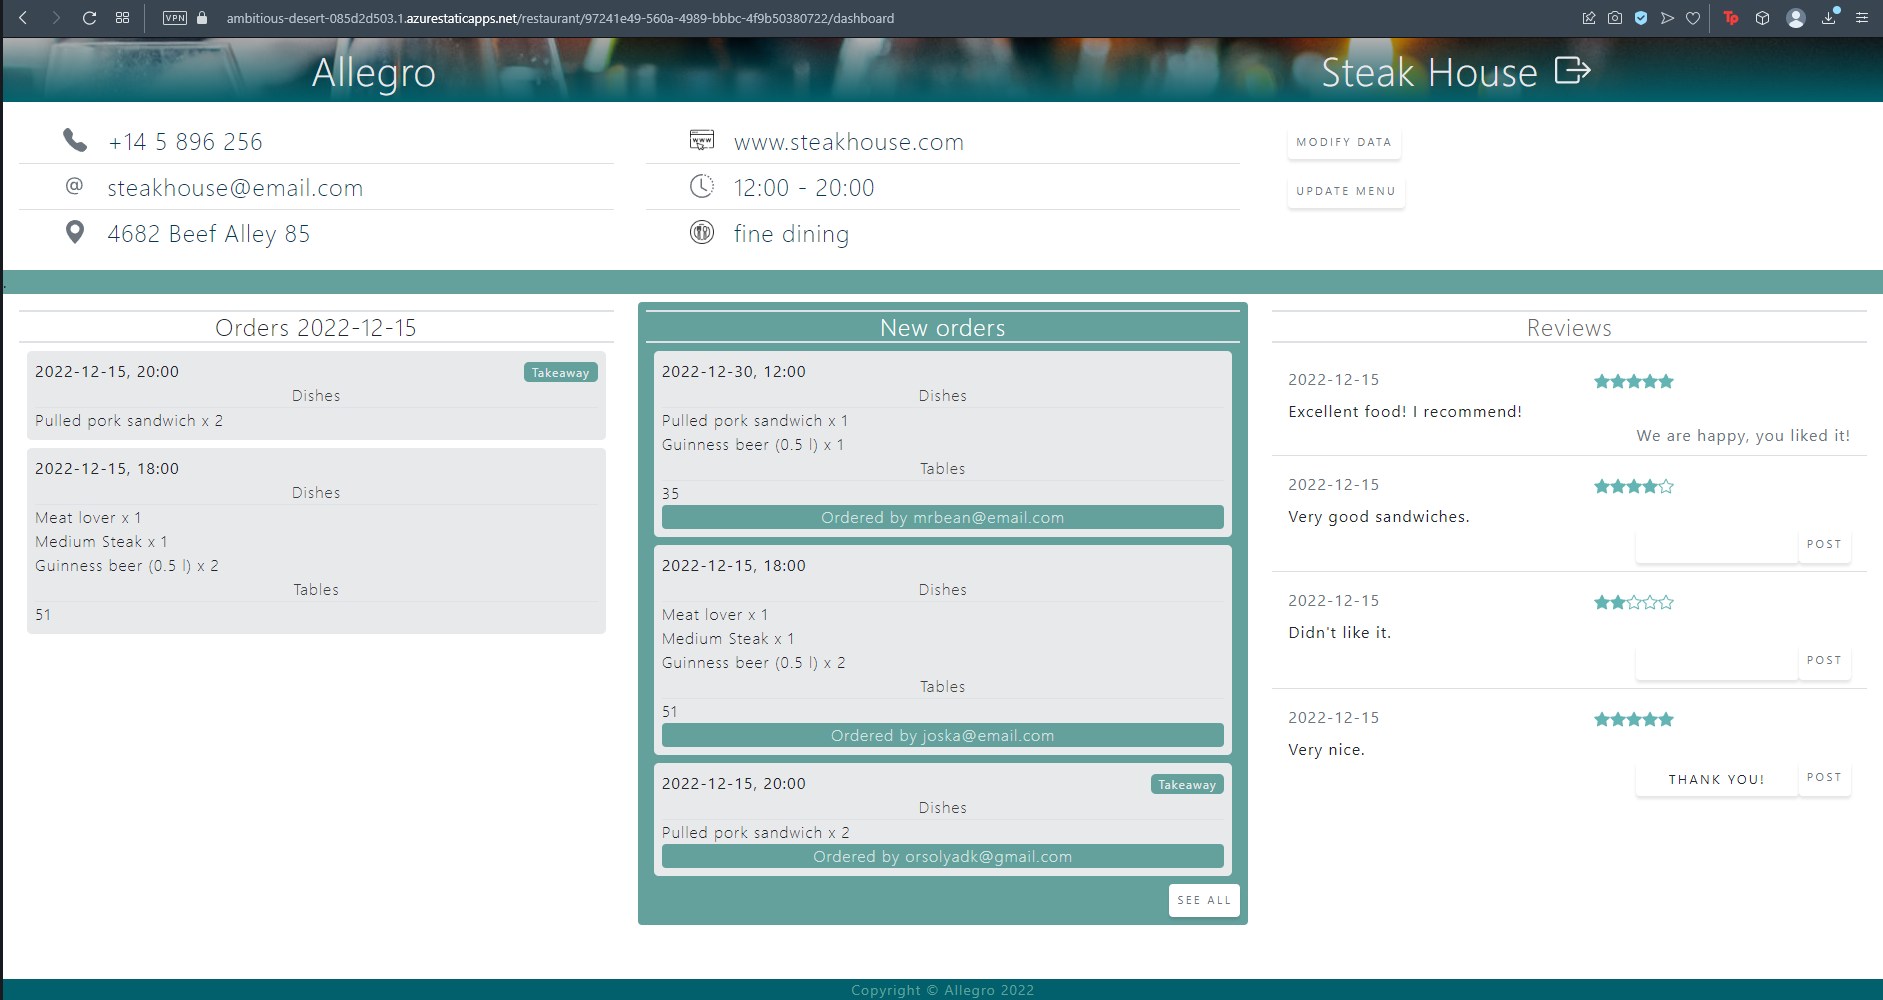 VPN
ambitious-desert-085d2d503.1.azurestaticapps.net/restaurant/97241e49-560a-4989-bbbc-4f9b50380722/dashboard
Tp
Allegro
Steak House
+14 5 896 256
www
www.steakhouse.com
MODIFY DATA
@
steakhouse@email.com
12:00 - 20:00
UPDATE MENU
4682 Beef Alley 85
fine dining
.
Orders 2022-12-15
2022-12-15, 20:00
Takeaway
Dishes
Pulled pork sandwich x 2
2022-12-15, 18:00
Dishes
Meat lover x 1
Medium Steak x 1
Guinness beer (0.5 l) x 2
Tables
51
New orders
2022-12-30, 12:00
Dishes
Pulled pork sandwich x 1
Guinness beer (0.5 l) x 1
Tables
35
Ordered by mrbean@email.com
2022-12-15, 18:00
Dishes
Meat lover x 1
Medium Steak x 1
Guinness beer (0.5 l) x 2
Tables
51
Ordered by joska@email.com
2022-12-15, 20:00
Takeaway
Dishes
Pulled pork sandwich x 2
Ordered by orsolyadk@gmail.com
SEE ALL
Reviews
2022-12-15
Excellent food! I recommend!
We are happy, you liked it!
2022-12-15
Very good sandwiches.
POST
2022-12-15
Didn't like it.
POST
2022-12-15
Very nice.
THANK YOU!
POST
Copyright © Allegro 2022